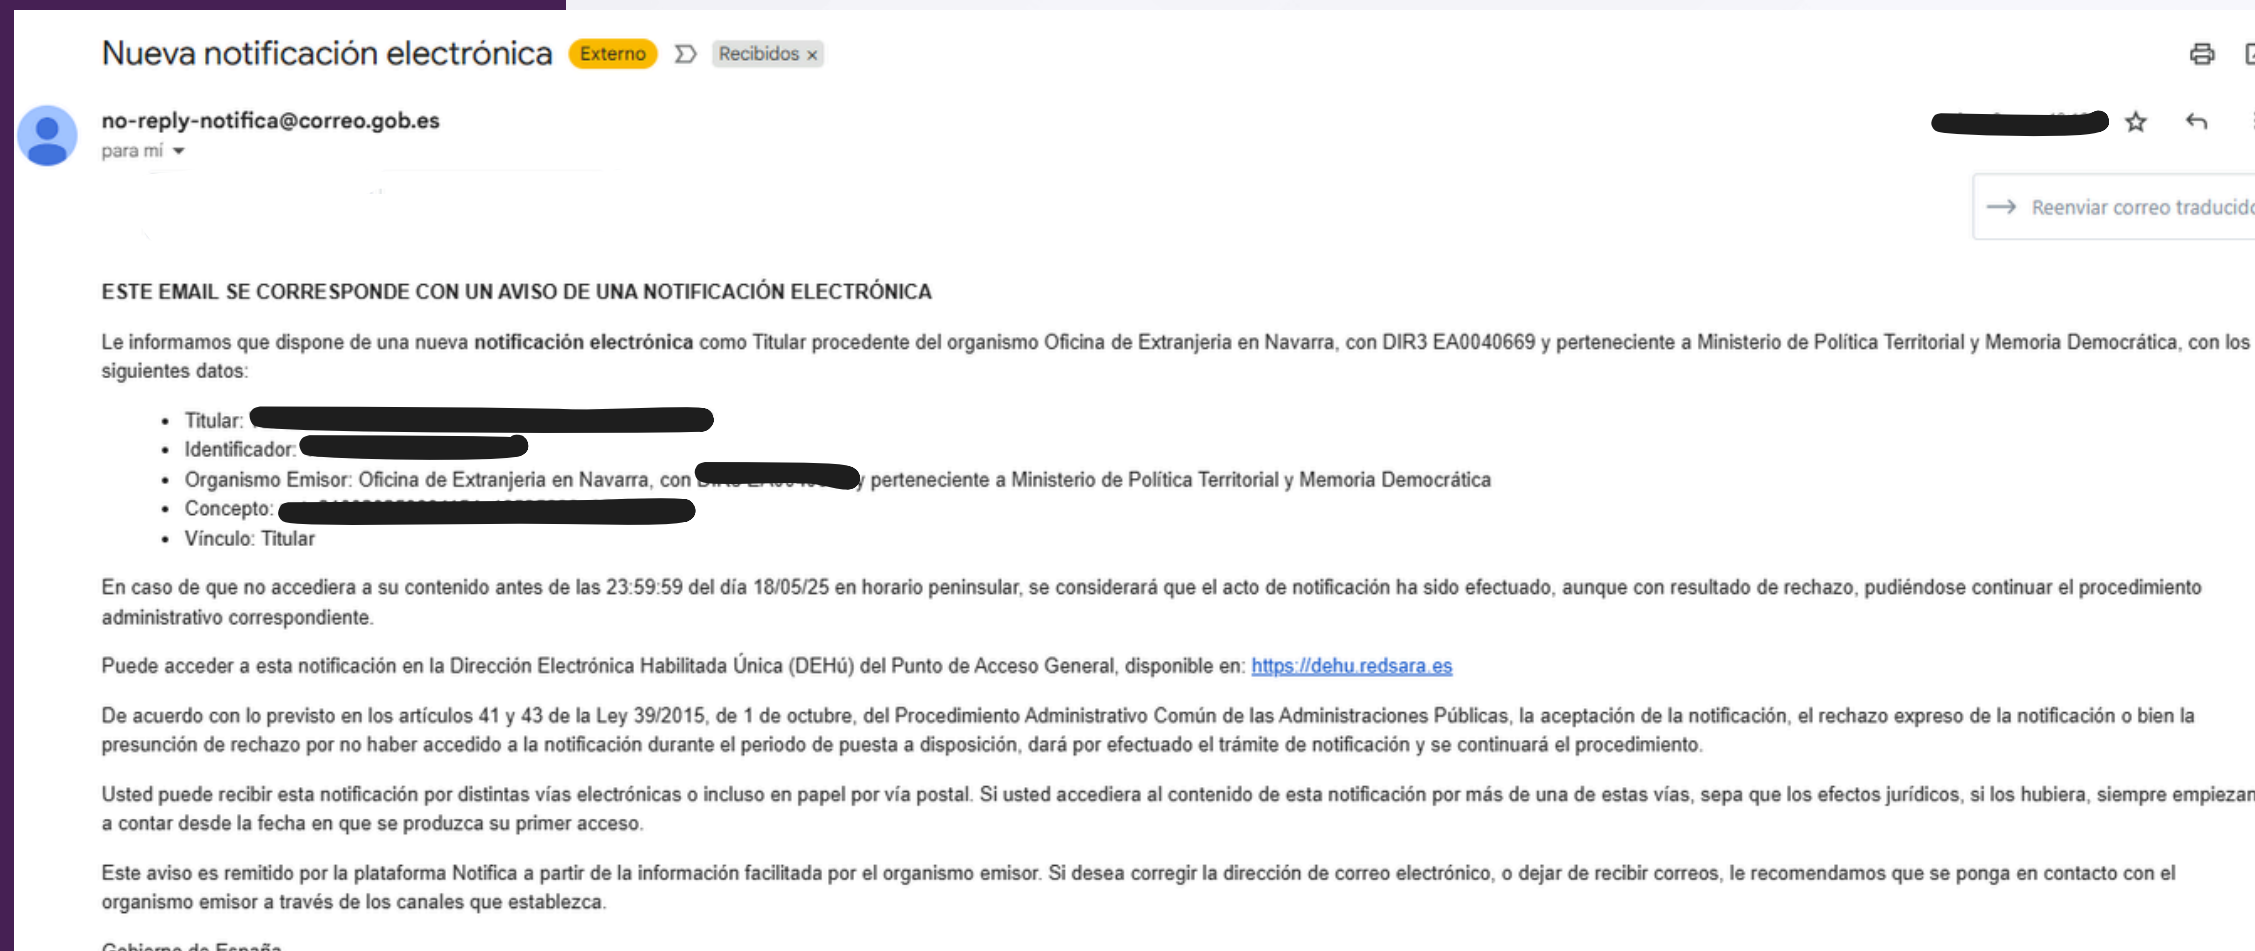 Nueva notificación electrónica Externo Recibidos x
no-reply-notifica@correo.gob.es
para mí
Reenviar correo traducido
ESTE EMAIL SE CORRESPONDE CON UN AVISO DE UNA NOTIFICACIÓN ELECTRÓNICA
Le informamos que dispone de una nueva notificación electrónica como Titular procedente del organismo Oficina de Extranjeria en Navarra, con DIR3 EA0040669 y perteneciente a Ministerio de Política Territorial y Memoria Democrática, con los
siguientes datos:
• Titular:
• Identificador:
• Organismo Emisor: Oficina de Extranjeria en Navarra, con y perteneciente a Ministerio de Política Territorial y Memoria Democrática
• Concepto:
• Vínculo: Titular
En caso de que no accediera a su contenido antes de las 23:59:59 del día 18/05/25 en horario peninsular, se considerará que el acto de notificación ha sido efectuado, aunque con resultado de rechazo, pudiéndose continuar el procedimiento
administrativo correspondiente.
Puede acceder a esta notificación en la Dirección Electrónica Habilitada Única (DEHú) del Punto de Acceso General, disponible en: https://dehu.redsara.es
De acuerdo con lo previsto en los artículos 41 y 43 de la Ley 39/2015, de 1 de octubre, del Procedimiento Administrativo Común de las Administraciones Públicas, la aceptación de la notificación, el rechazo expreso de la notificación o bien la
presunción de rechazo por no haber accedido a la notificación durante el periodo de puesta a disposición, dará por efectuado el trámite de notificación y se continuará el procedimiento.
Usted puede recibir esta notificación por distintas vías electrónicas o incluso en papel por vía postal. Si usted accediera al contenido de esta notificación por más de una de estas vías, sepa que los efectos jurídicos, si los hubiera, siempre empiezan
a contar desde la fecha en que se produzca su primer acceso.
Este aviso es remitido por la plataforma Notifica a partir de la información facilitada por el organismo emisor. Si desea corregir la dirección de correo electrónico, o dejar de recibir correos, le recomendamos que se ponga en contacto con el
organismo emisor a través de los canales que establezca.
Gobierno de España